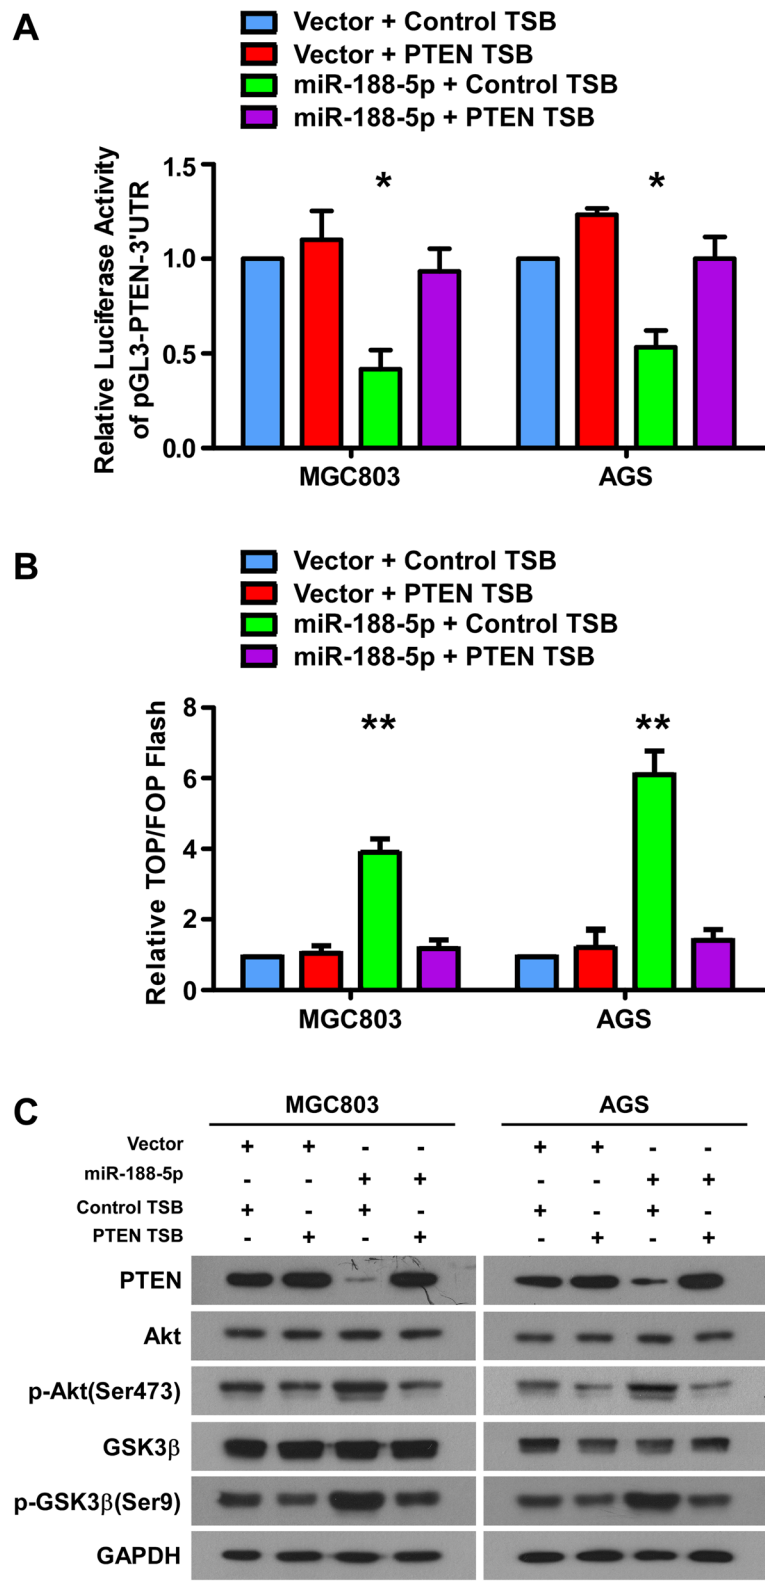 A
Vector + Control TSB
Vector + PTEN TSB
miR-188-5p + Control TSB
miR-188-5p + PTEN TSB
Relative Luciferase Activity
of pGL3-PTEN-3'UTR
1.5
* *
1.0
0.5
0.0
MGC803 AGS
B
Vector + Control TSB
Vector + PTEN TSB
miR-188-5p + Control TSB
miR-188-5p + PTEN TSB
Relative TOP/FOP Flash
8
** **
6
4
2
0
MGC803 AGS
C
MGC803 AGS
Vector + + - - + + - -
miR-188-5p - - + + - - + +
Control TSB + - + - + - + -
PTEN TSB - + - + - + - +
PTEN
Akt
p-Akt(Ser473)
GSK3β
p-GSK3β(Ser9)
GAPDH